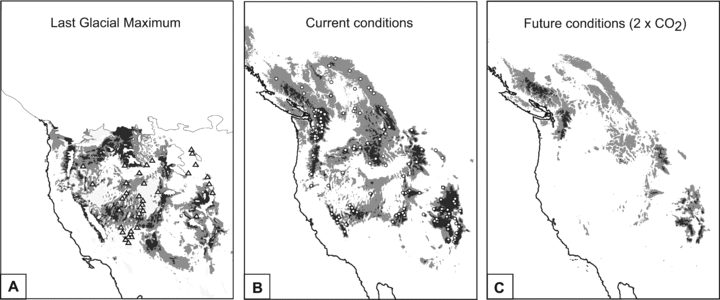 Last Glacial Maximum
Current conditions
Future conditions (2 x CO2)
A
B
C